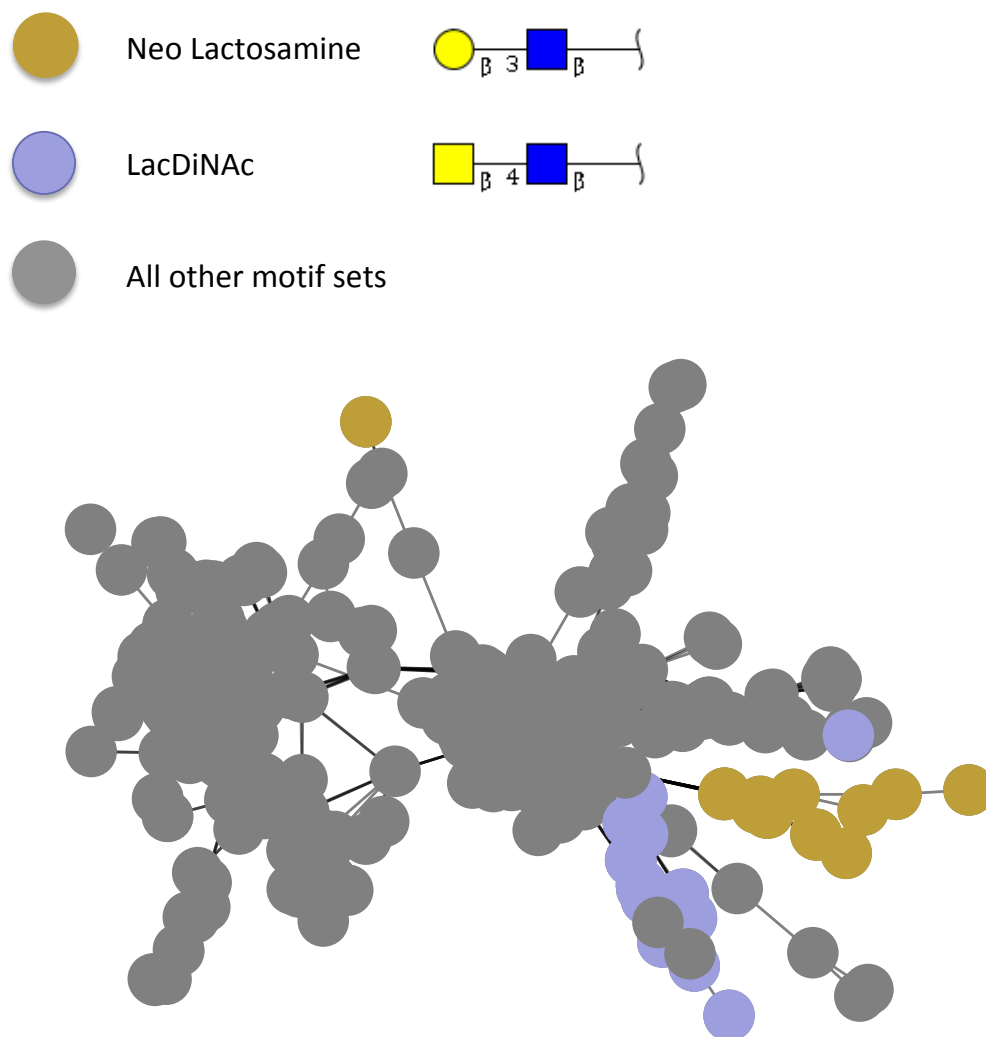 Neo Lactosamine β 3 β
LacDiNAc β 4 β
All other motif sets